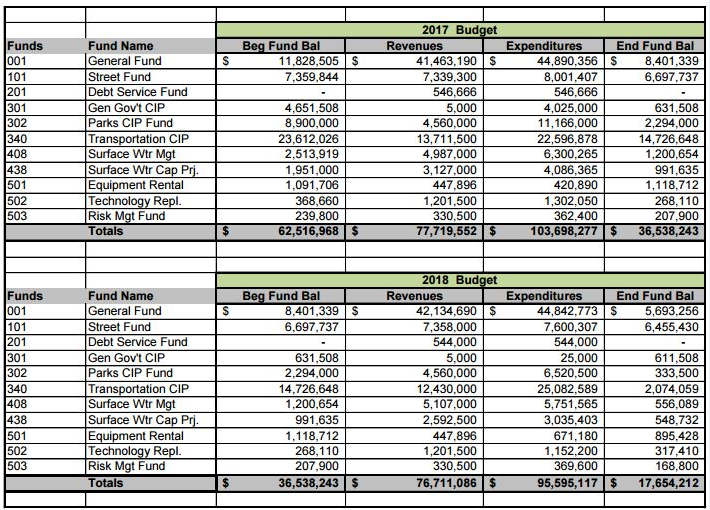 2017 Budget
Funds Fund Name Beg Fund Bal Revenues Expenditures End Fund Bal
001 General Fund $ 11,828,505 $ 41,463,190 $ 44,890,356 $ 8,401,339
101 Street Fund 7,359,844 7,339,300 8,001,407 6,697,737
201 Debt Service Fund - 546,666 546,666 -
301 Gen Gov't CIP 4,651,508 5,000 4,025,000 631,508
302 Parks CIP Fund 8,900,000 4,560,000 11,166,000 2,294,000
340 Transportation CIP 23,612,026 13,711,500 22,596,878 14,726,648
408 Surface Wtr Mgt 2,513,919 4,987,000 6,300,265 1,200,654
438 Surface Wtr Cap Prj. 1,951,000 3,127,000 4,086,365 991,635
501 Equipment Rental 1,091,706 447,896 420,890 1,118,712
502 Technology Repl. 368,660 1,201,500 1,302,050 268,110
503 Risk Mgt Fund 239,800 330,500 362,400 207,900
Totals $ 62,516,968 $ 77,719,552 $ 103,698,277 $ 36,538,243
2018 Budget
Funds Fund Name Beg Fund Bal Revenues Expenditures End Fund Bal
001 General Fund $ 8,401,339 $ 42,134,690 $ 44,842,773 $ 5,693,256
101 Street Fund 6,697,737 7,358,000 7,600,307 6,455,430
201 Debt Service Fund - 544,000 544,000 -
301 Gen Gov't CIP 631,508 5,000 25,000 611,508
302 Parks CIP Fund 2,294,000 4,560,000 6,520,500 333,500
340 Transportation CIP 14,726,648 12,430,000 25,082,589 2,074,059
408 Surface Wtr Mgt 1,200,654 5,107,000 5,751,565 556,089
438 Surface Wtr Cap Prj. 991,635 2,592,500 3,035,403 548,732
501 Equipment Rental 1,118,712 447,896 671,180 895,428
502 Technology Repl. 268,110 1,201,500 1,152,200 317,410
503 Risk Mgt Fund 207,900 330,500 369,600 168,800
Totals $ 36,538,243 $ 76,711,086 $ 95,595,117 $ 17,654,212